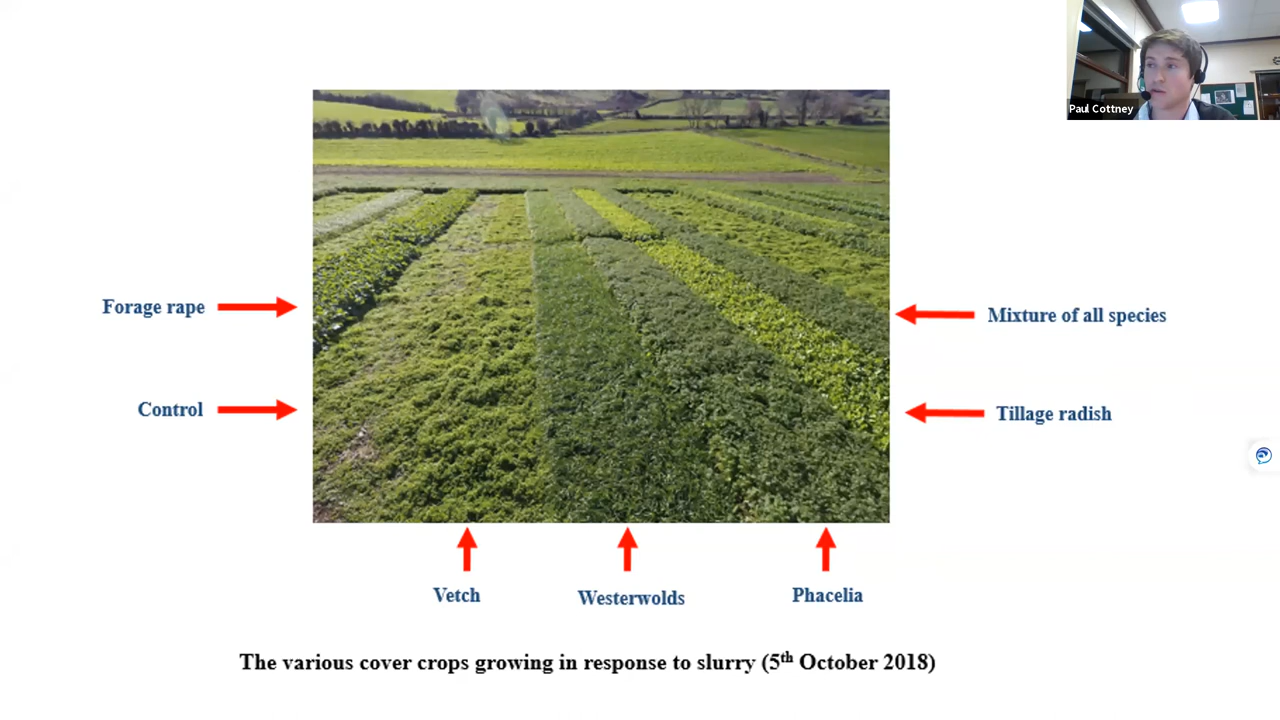 Paul Cottney
Forage rape
Mixture of all species
Control
Tillage radish
Vetch
Westerwolds
Phacelia
The various cover crops growing in response to slurry (5th October 2018)